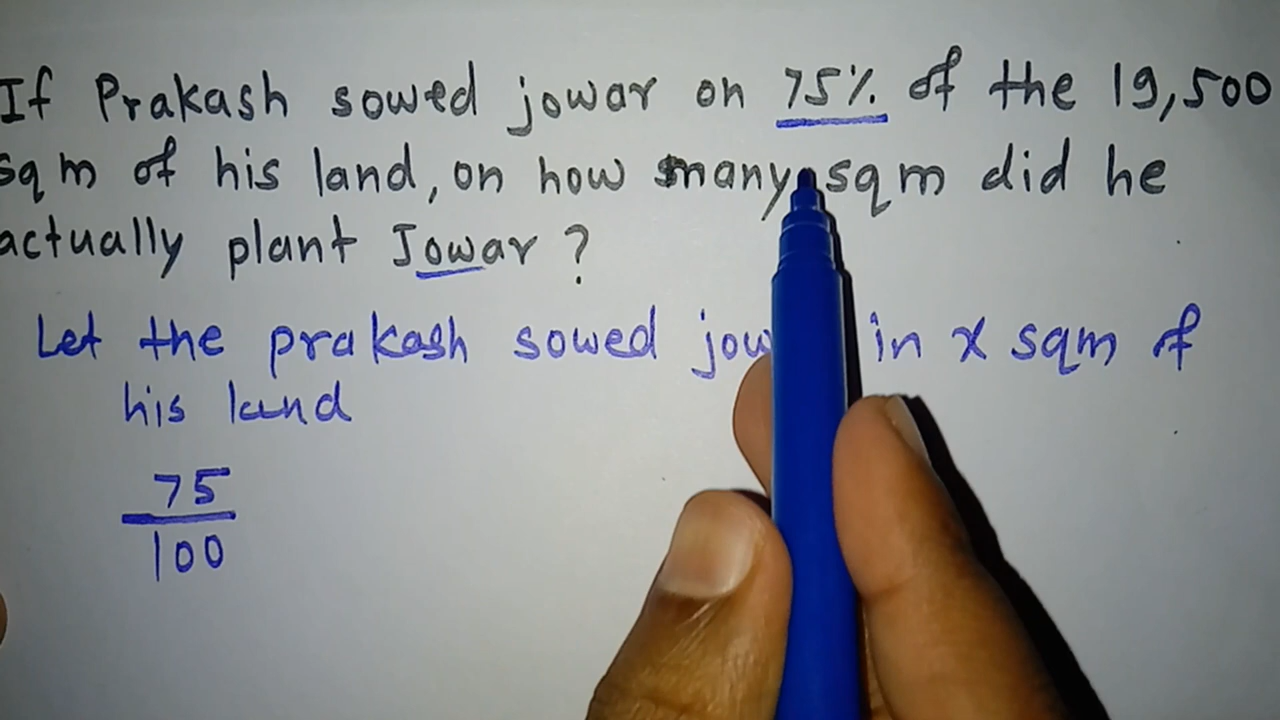 If Prakash sowed jowar on 75% of the 19,500
sqm of his land, on how many sqm did he
actually plant Jowar ?
Let the prakash sowed jow in x sqm of
his land
75
100